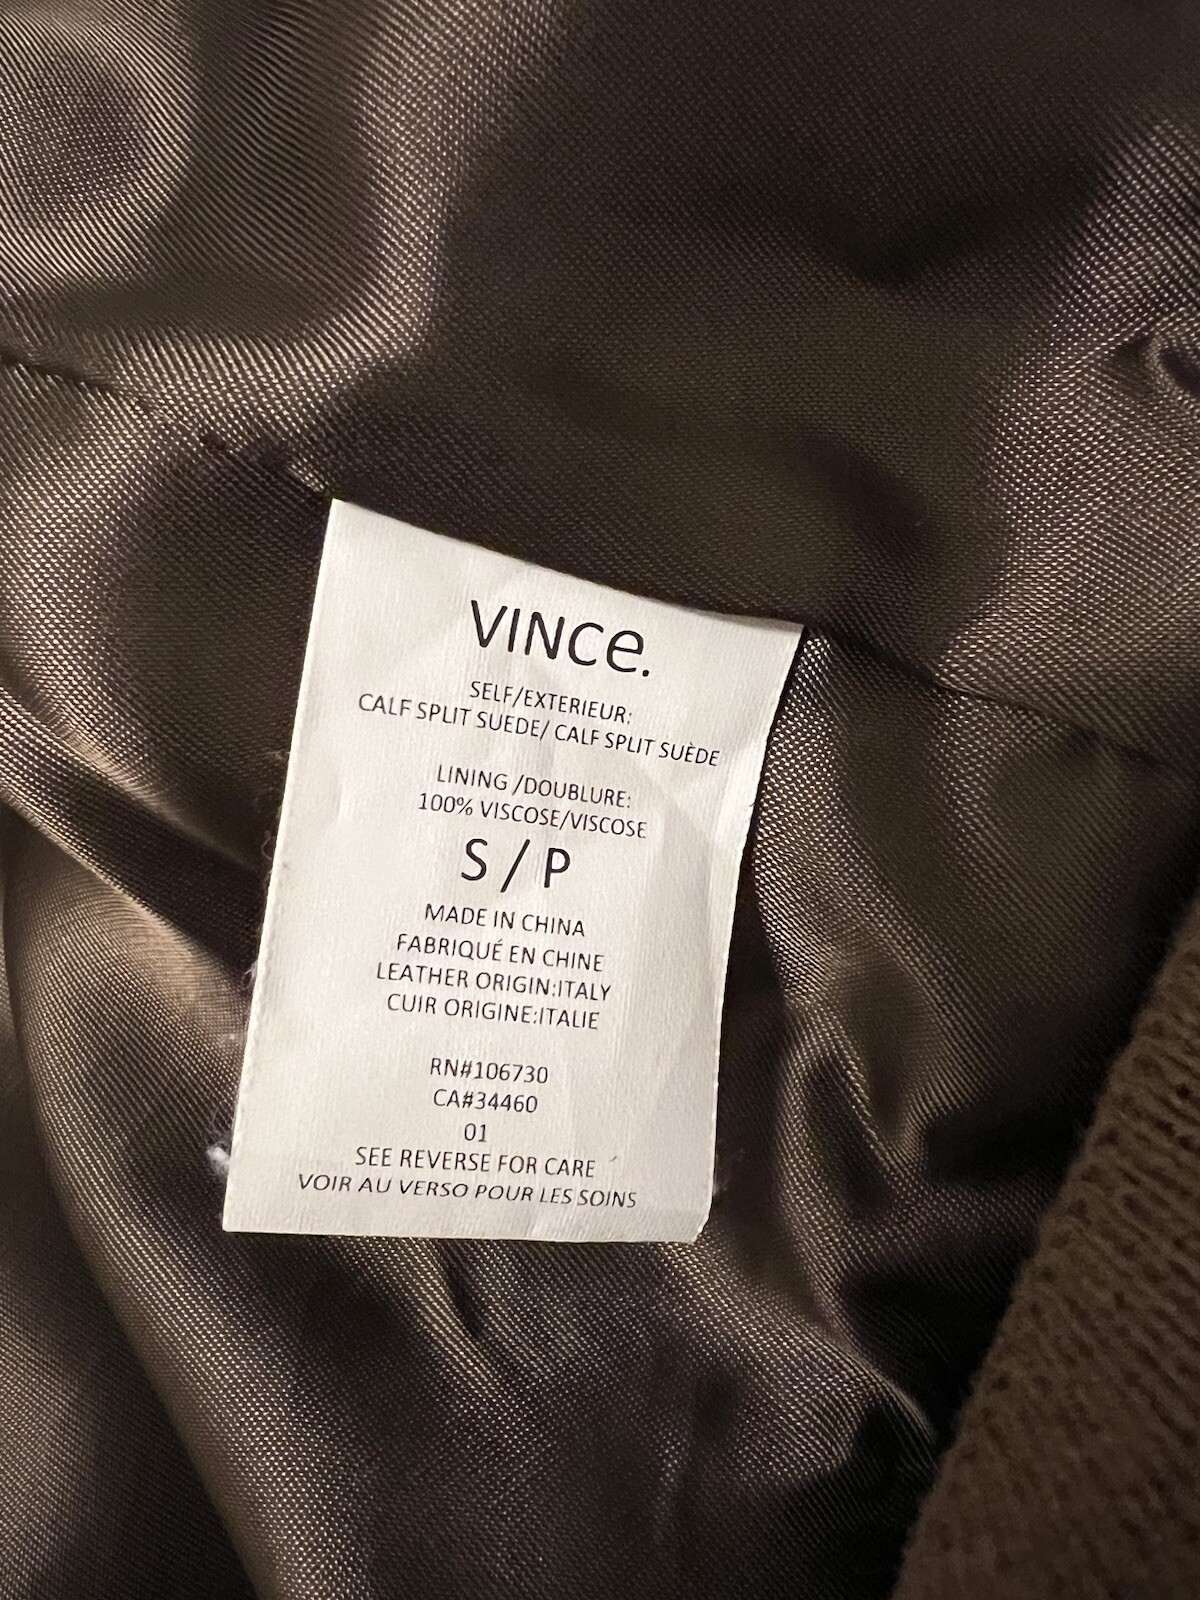 VINCe.
SELF/EXTERIEUR:
CALF SPLIT SUEDE/ CALF SPLIT SUÈDE
LINING /DOUBLURE:
100% VISCOSE/VISCOSE
S / P
MADE IN CHINA
FABRIQUÉ EN CHINE
LEATHER ORIGIN:ITALY
CUIR ORIGINE:ITALIE
RN#106730
CA#34460
01
SEE REVERSE FOR CARE
VOIR AU VERSO POUR LES SOINS